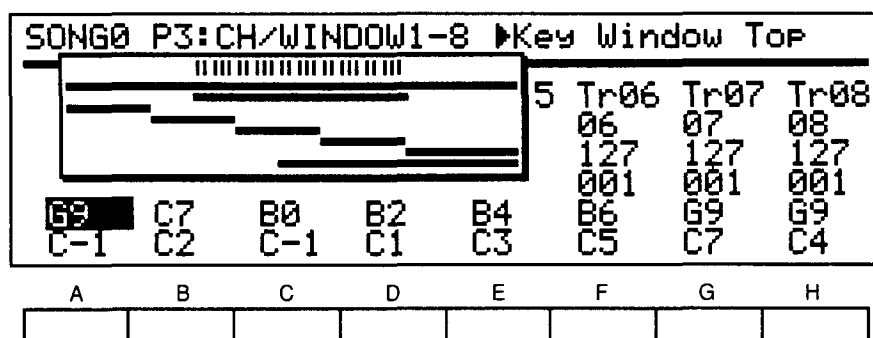 SONG0 P3:CH/WINDOW1-8 ▶Key Window Top
5 Tr06 Tr07 Tr08
06 07 08
127 127 127
001 001 001
G9 C7 B0 B2 B4 B6 G9 G9
C-1 C2 C-1 C1 C3 C5 C7 C4
A B C D E F G H